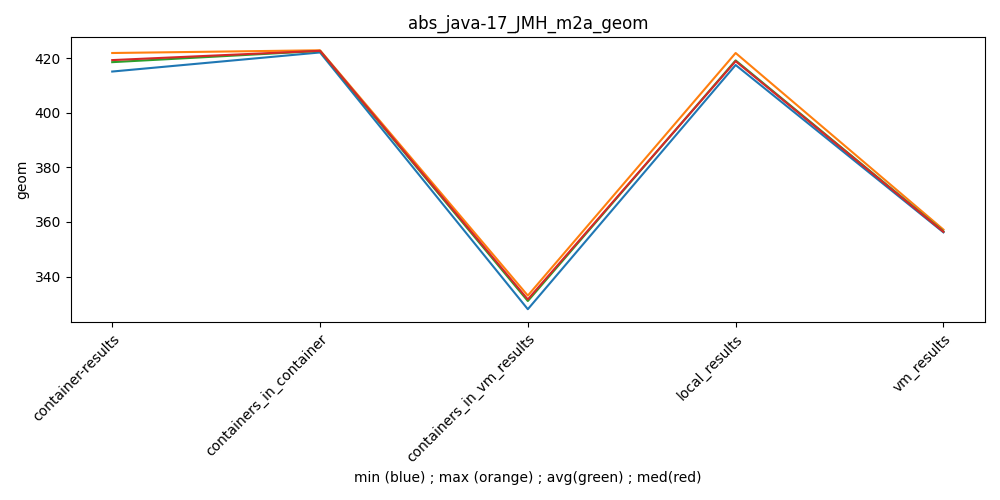 abs_java-17_JMH_m2a_geom
geom
420
400
380
360
340
container-results
containers_in_container
containers_in_vm_results
local_results
vm_results
min (blue) ; max (orange) ; avg(green) ; med(red)